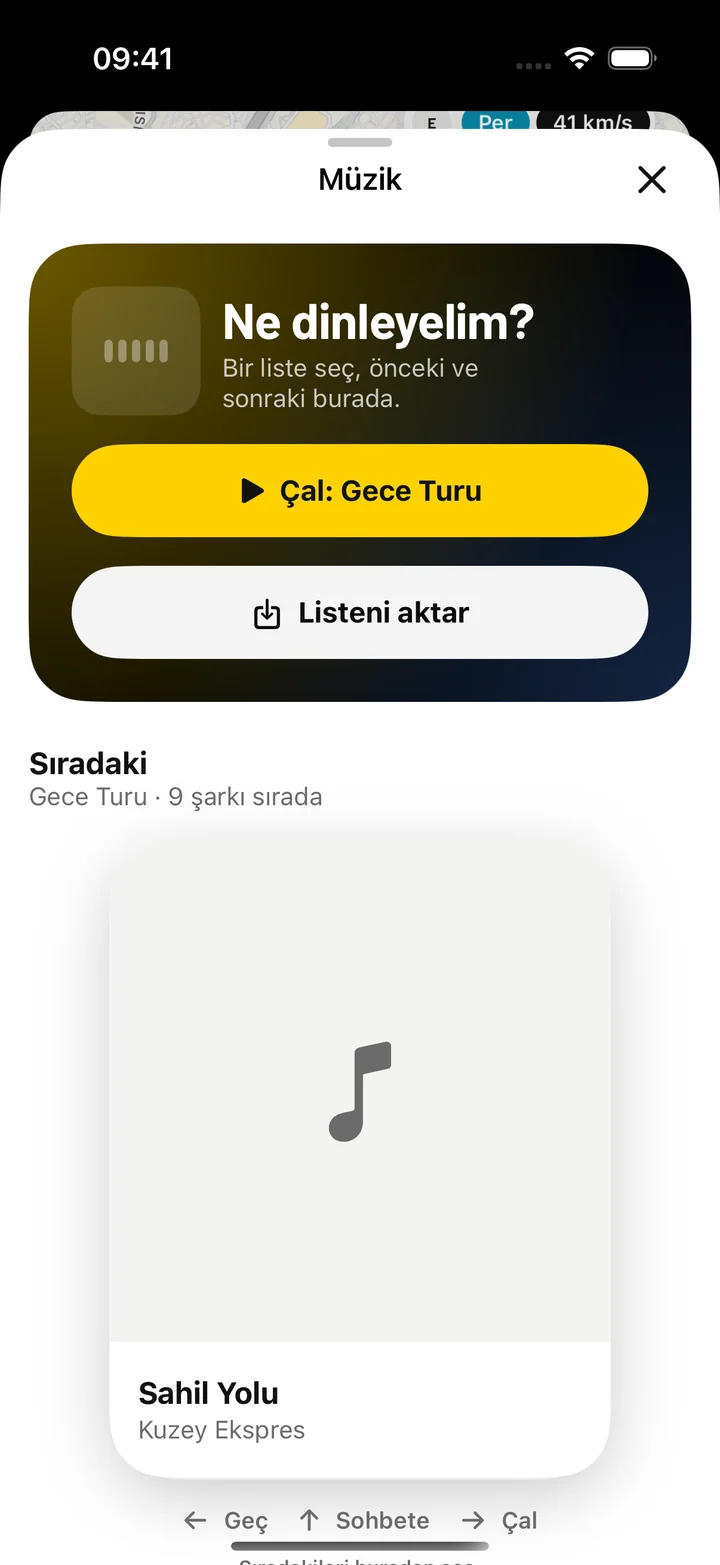 09:41
E
Per
41 km/s
Müzik
Ne dinleyelim?
Bir liste seç, önceki ve
sonraki burada.
Çal: Gece Turu
Listeni aktar
Sıradaki
Gece Turu · 9 şarkı sırada
Sahil Yolu
Kuzey Ekspres
← Geç ↑ Sohbete → Çal